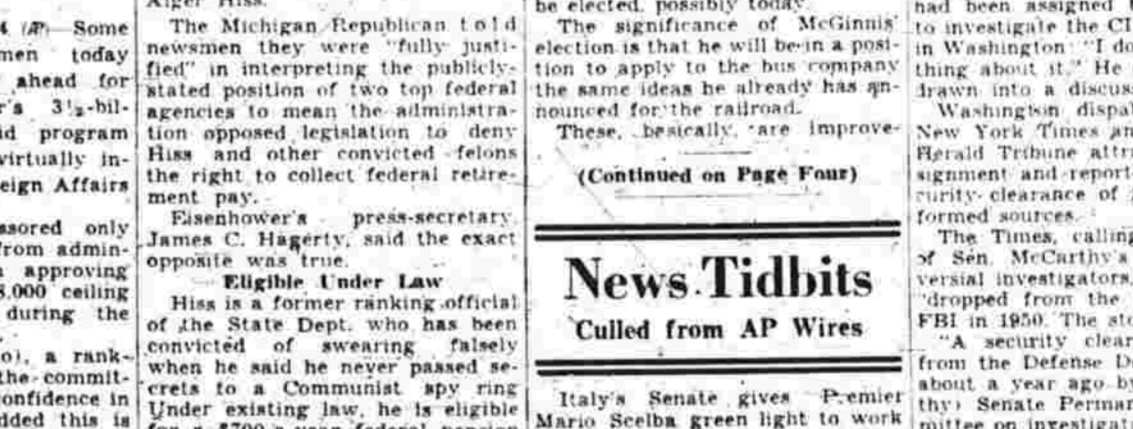 4 (AP) Some
men today
ahead for
r's 3½-bil-
id program
virtually in-
eign Affairs
ssored only
from admin-
approving
8,000 ceiling
during the
o), a rank-
the commit-
confidence in
dded this is
Alger Hiss.
The Michigan Republican told
newsmen they were "fully justi-
fied" in interpreting the publicly-
stated position of two top federal
agencies to mean the administra-
tion opposed legislation to deny
Hiss and other convicted felons
the right to collect federal retire-
ment pay.
Eisenhower's press-secretary,
James C. Hagerty, said the exact
opposite was true.
Eligible Under Law
Hiss is a former ranking official
of the State Dept. who has been
convicted of swearing falsely
when he said he never passed se-
crets to a Communist spy ring
Under existing law, he is eligible
for a $700-a-year federal pension
be elected, possibly today.
The significance of McGinnis'
election is that he will be in a posi-
tion to apply to the bus company
the same ideas he already has an-
nounced for the railroad.
These, basically, are improve-
(Continued on Page Four)
News Tidbits
Culled from AP Wires
Italy's Senate gives Premier
Mario Scelba green light to work
had been assigned
to investigate the CI
in Washington "I do
thing about it." He
drawn into a discuss
Washington dispat
New York Times an
Herald Tribune attri
signment and report
curity clearance of
formed sources.
The Times, calling
of Sen. McCarthy's
versial investigators,
"dropped from the
FBI in 1950. The sto
"A security clear
from the Defense De
about a year ago by
thy) Senate Perman
mittee on investigat